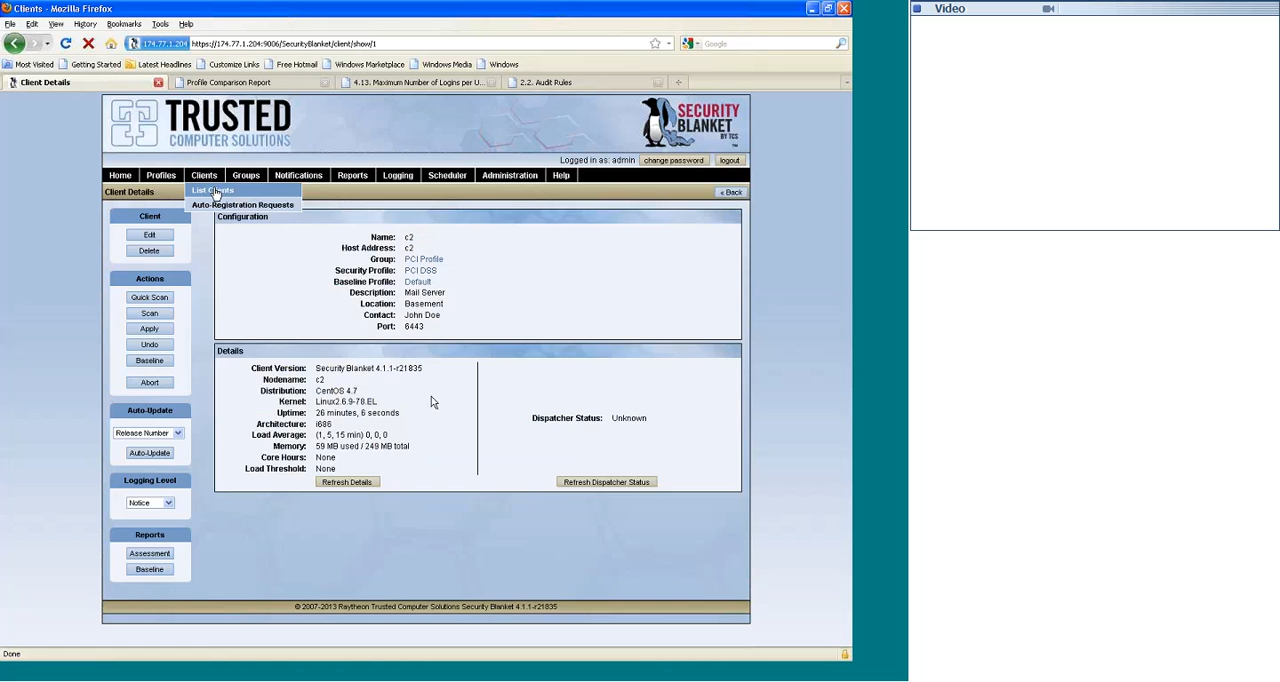 Clients - Mozilla Firefox
File Edit View History Bookmarks Tools Help
174.77.1.204 https://174.77.1.204:9006/SecurityBlanket/client/show/1 Google
Most Visited Getting Started Latest Headlines Customize Links Free Hotmail Windows Marketplace Windows Media Windows
Client Details Profile Comparison Report 4.13. Maximum Number of Logins per U... 2.2. Audit Rules
TRUSTED
COMPUTER SOLUTIONS
SECURITY
BLANKET
BY TCS
Logged in as: admin change password logout
Home Profiles Clients Groups Notifications Reports Logging Scheduler Administration Help
Client Details List Clients « Back
Auto-Registration Requests
Client
Edit
Delete
Actions
Quick Scan
Scan
Apply
Undo
Baseline
Abort
Auto-Update
Release Number
Auto-Update
Logging Level
Notice
Reports
Assessment
Baseline
Configuration
Name: c2
Host Address: c2
Group: PCI Profile
Security Profile: PCI DSS
Baseline Profile: Default
Description: Mail Server
Location: Basement
Contact: John Doe
Port: 6443
Details
Client Version: Security Blanket 4.1.1-r21835
Nodename: c2
Distribution: CentOS 4.7
Kernel: Linux2.6.9-78.EL
Uptime: 26 minutes, 6 seconds
Architecture: i686
Load Average: (1, 5, 15 min) 0, 0, 0
Memory: 59 MB used / 249 MB total
Core Hours: None
Load Threshold: None
Refresh Details
Dispatcher Status: Unknown
Refresh Dispatcher Status
© 2007-2013 Raytheon Trusted Computer Solutions Security Blanket 4.1.1-r21835
Done
Video